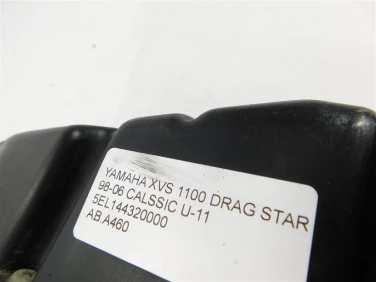 YAMAHA XVS 1100 DRAG STAR
98-06 CALSSIC U-11
5EL144320000
AB.A460